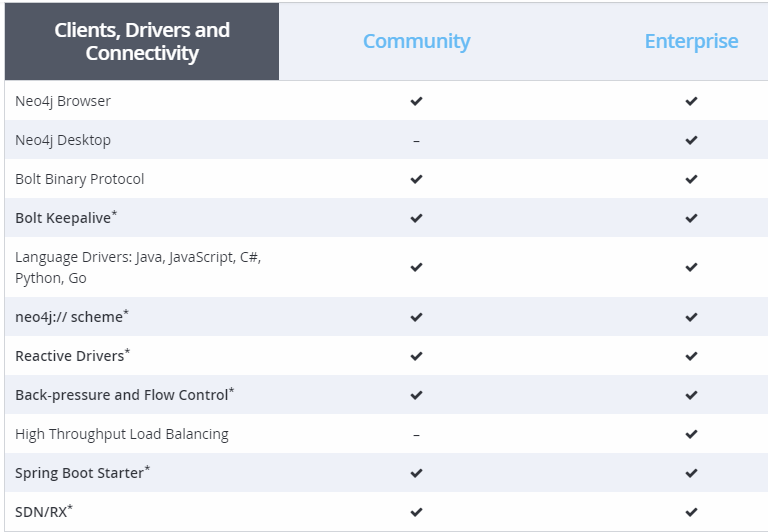 Clients, Drivers and
Connectivity
Community
Enterprise
Neo4j Browser ✔ ✔
Neo4j Desktop – ✔
Bolt Binary Protocol ✔ ✔
Bolt Keepalive* ✔ ✔
Language Drivers: Java, JavaScript, C#,
Python, Go ✔ ✔
neo4j:// scheme* ✔ ✔
Reactive Drivers* ✔ ✔
Back-pressure and Flow Control* ✔ ✔
High Throughput Load Balancing – ✔
Spring Boot Starter* ✔ ✔
SDN/RX* ✔ ✔